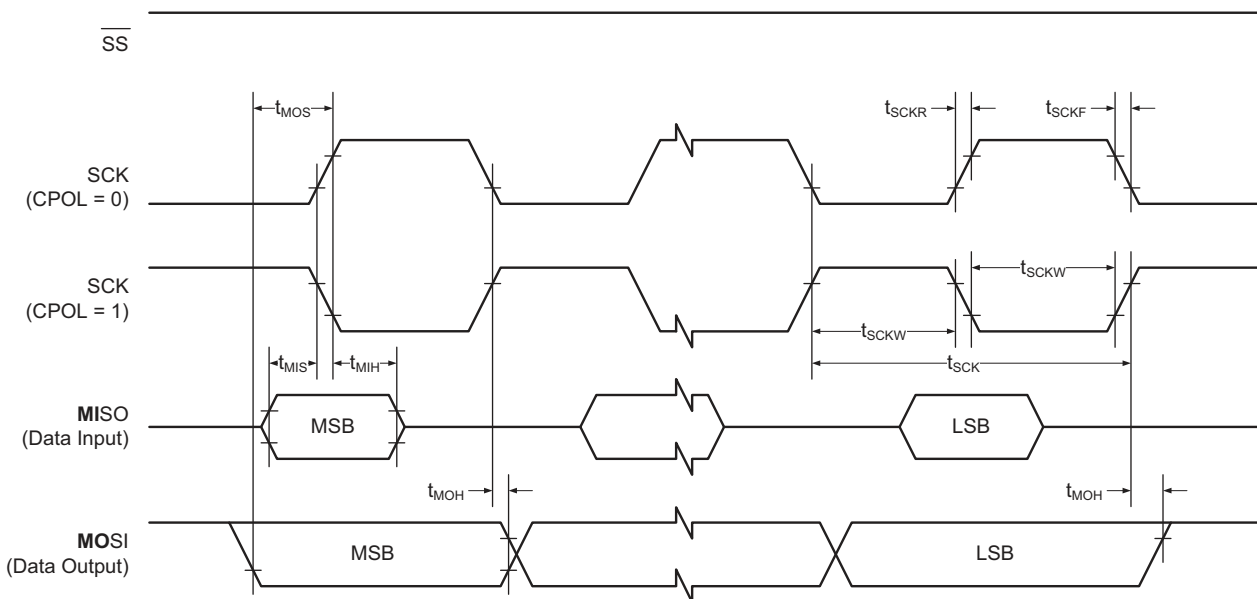 SS
tMOS
tSCKR
tSCKF
SCK
(CPOL = 0)
SCK
(CPOL = 1)
tSCKW
tSCKW
tSCK
tMIS
tMIH
MISO
(Data Input)
MSB
LSB
tMOH
tMOH
MOSI
(Data Output)
MSB
LSB